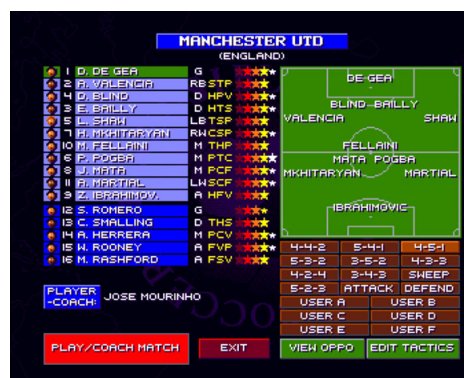 MANCHESTER UTD
(ENGLAND)
1 D. DE GEA G
2 A. VALENCIA RB STP
4 D. BLIND D HPV
3 E. BAILLY D HTS
5 L. SHAW LB TSP
7 H. MKHITARYAN RW CSP
10 M. FELLAINI M THP
6 P. POGBA M PTC
8 J. MATA M PCF
11 A. MARTIAL LW SCF
9 Z. IBRAHIMOV. A HFV
12 S. ROMERO G
13 C. SMALLING D THS
14 A. HERRERA M PCV
15 W. ROONEY A FVP
16 M. RASHFORD A FSV
DE GEA
BLIND BAILLY
VALENCIA SHAW
FELLAINI
MATA POGBA
MKHITARYAN MARTIAL
IBRAHIMOVIC
4-4-2 5-4-1 4-5-1
5-3-2 3-5-2 4-3-3
4-2-4 3-4-3 SWEEP
5-2-3 ATTACK DEFEND
USER A USER B
USER C USER D
USER E USER F
PLAYER
-COACH:
JOSE MOURINHO
PLAY/COACH MATCH
EXIT
VIEW OPPO
EDIT TACTICS